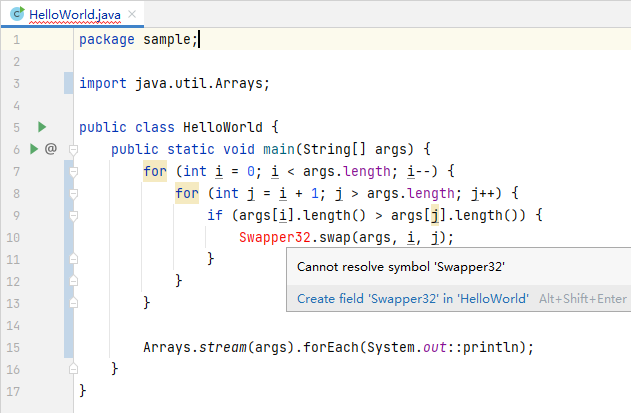 HelloWorld.java
1 package sample;
2
3 import java.util.Arrays;
4
5 public class HelloWorld {
6 @ public static void main(String[] args) {
7 for (int i = 0; i < args.length; i--) {
8 for (int j = i + 1; j > args.length; j++) {
9 if (args[i].length() > args[j].length()) {
10 Swapper32.swap(args, i, j);
11 }
Cannot resolve symbol 'Swapper32'
12 }
Create field 'Swapper32' in 'HelloWorld' Alt+Shift+Enter
13 }
14
15 Arrays.stream(args).forEach(System.out::println);
16 }
17 }